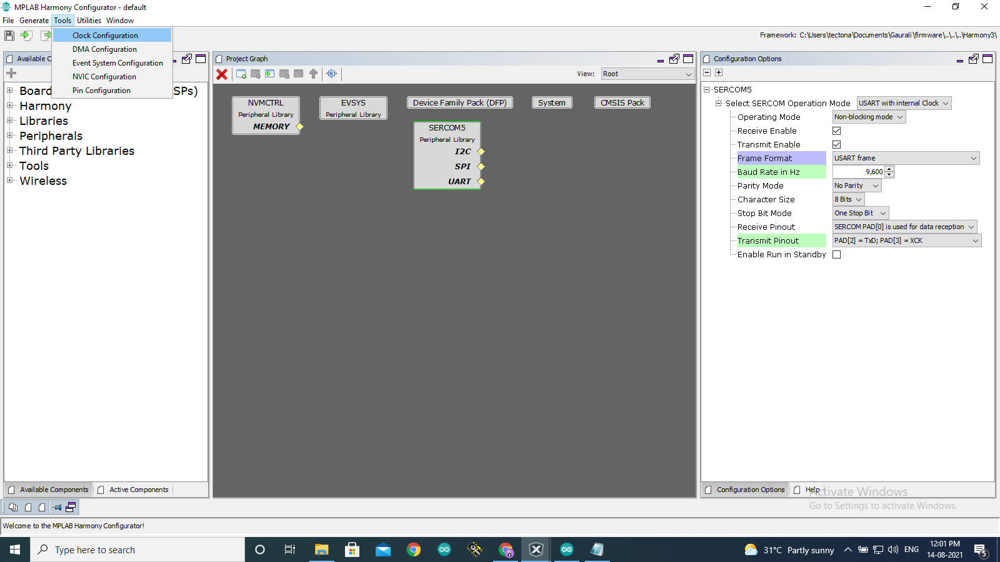 MPLAB Harmony Configurator - default
File Generate Tools Utilities Window
Clock Configuration
DMA Configuration
Event System Configuration
NVIC Configuration
Pin Configuration
Framework: C:\Users\tectona\Documents\Gaurali\firmware\..\..\..\Harmony3\
Available C
Board
SPs)
Harmony
Libraries
Peripherals
Third Party Libraries
Tools
Wireless
Available Components
Active Components
Project Graph
View: Root
NVMCTRL
Peripheral Library
MEMORY
EVSYS
Peripheral Library
Device Family Pack (DFP)
System
CMSIS Pack
SERCOM5
Peripheral Library
I2C
SPI
UART
Configuration Options
SERCOM5
Select SERCOM Operation Mode USART with internal Clock
Operating Mode Non-blocking mode
Receive Enable
Transmit Enable
Frame Format USART frame
Baud Rate in Hz 9,600
Parity Mode No Parity
Character Size 8 Bits
Stop Bit Mode One Stop Bit
Receive Pinout SERCOM PAD[0] is used for data reception
Transmit Pinout PAD[2] = TxD; PAD[3] = XCK
Enable Run in Standby
Configuration Options
Help
Activate Windows
Go to Settings to activate Windows.
Welcome to the MPLAB Harmony Configurator!
Type here to search
31°C Partly sunny
ENG
12:01 PM
14-08-2021
5